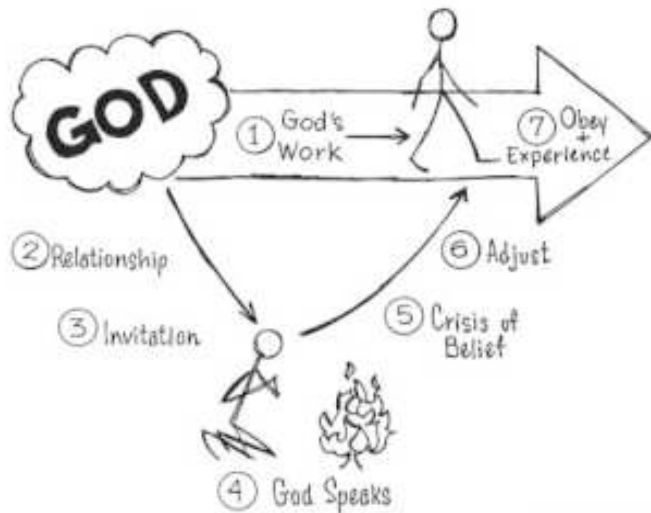 GOD
① God's
Work
② Relationship
③ Invitation
④ God Speaks
⑤ Crisis of
Belief
⑥ Adjust
⑦ Obey
+
Experience